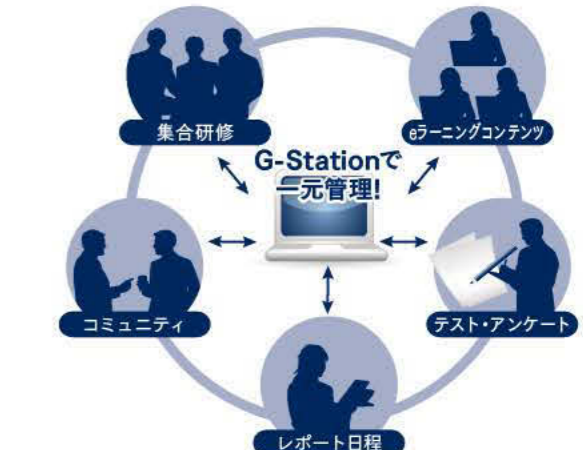 集合研修
eラーニングコンテンツ
G-Stationで
一元管理!
コミュニティ
テスト・アンケート
レポート日程